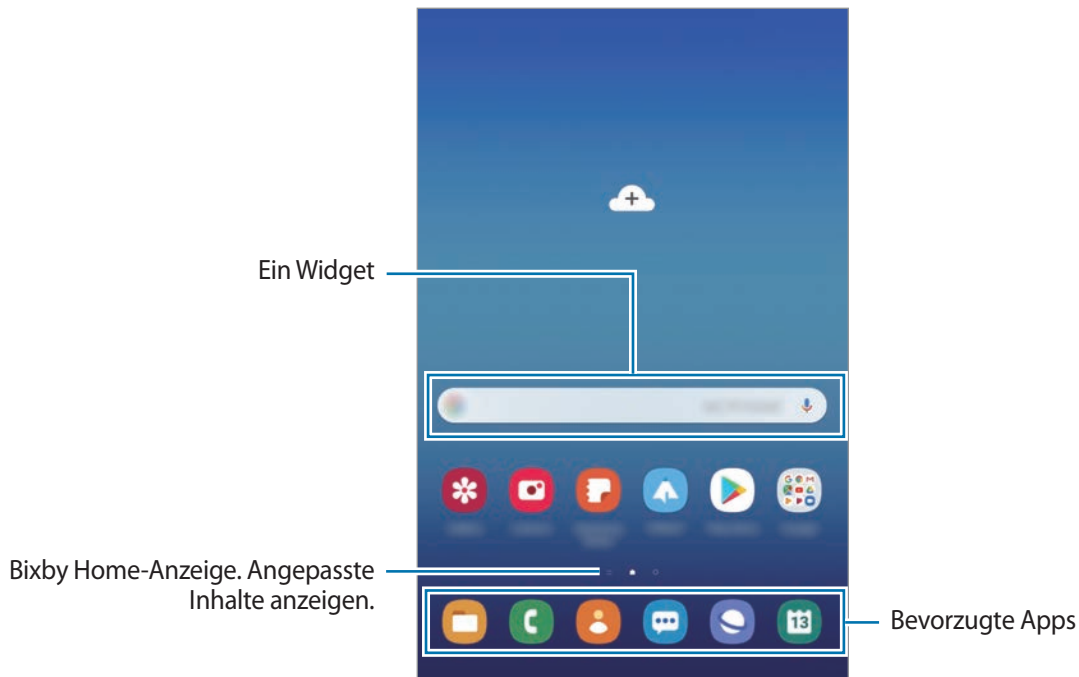 Ein Widget
Bixby Home-Anzeige. Angepasste
Inhalte anzeigen.
13
Bevorzugte Apps